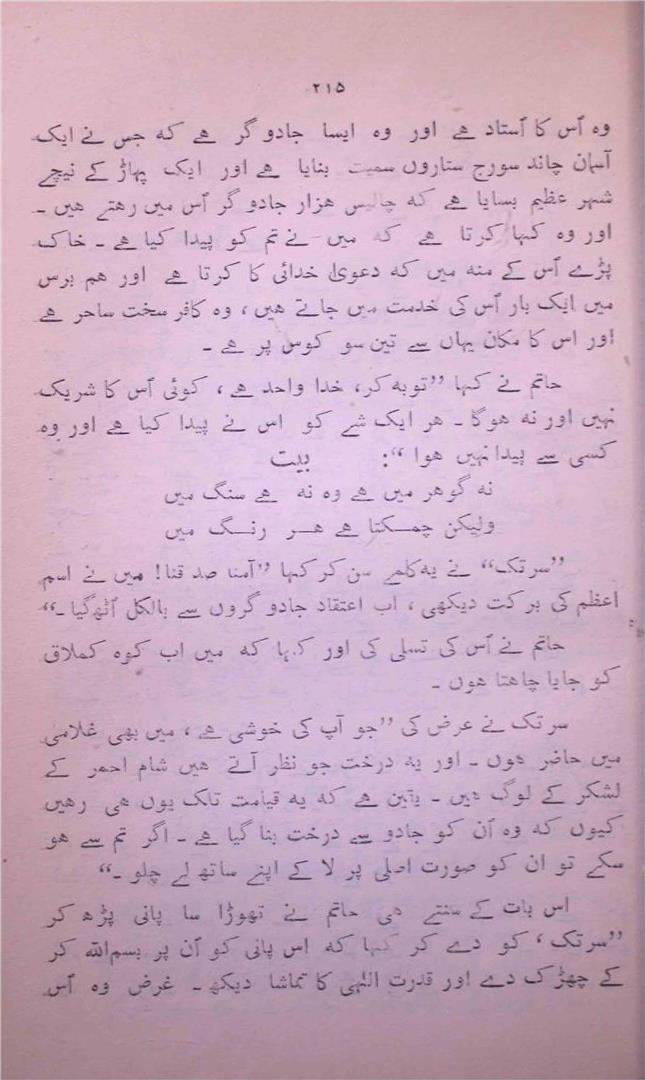 ۲۱۵
وہ اُس کا اُستاد ہے اور وہ ایسا جادو گر ہے کہ جس نے ایک
آسمان چاند سورج ستاروں سمیت بنایا ہے اور ایک پہاڑ کے نیچے
شہر عظیم بسایا ہے کہ چالیس ہزار جادو گر اُس میں رہتے ہیں ۔
اور وہ کہا کرتا ہے کہ میں نے تم کو پیدا کیا ہے ۔ خاک
پڑے اُس کے منہ میں کہ دعویٰ خدائی کا کرتا ہے اور ہم برس
میں ایک بار اُس کی خدمت میں جاتے ہیں ، وہ کافر سخت ساحر ہے
اور اس کا مکان یہاں سے تین سو کوس پر ہے ۔
حاتم نے کہا ”توبہ کر، خدا واحد ہے ، کوئی اُس کا شریک
نہیں اور نہ ہوگا ۔ ہر ایک شے کو اس نے پیدا کیا ہے اور وہ
کسی سے پیدا نہیں ہوا“: بیت
نہ گوہر میں ہے وہ نہ ہے سنگ میں
ولیکن چمکتا ہے ہر رنگ میں
”سرتک“ نے یہ کلمے سن کر کہا ”آمنا صدقنا! میں نے اسم
اعظم کی برکت دیکھی ، اب اعتقاد جادو گروں سے بالکل اُٹھ گیا ۔“
حاتم نے اُس کی تسلی کی اور کہا کہ میں اب کوہ کملاق
کو جایا چاہتا ہوں ۔
سرتک نے عرض کی ”جو آپ کی خوشی ہے ، میں بھی غلامی
میں حاضر ہوں ۔ اور یہ درخت جو نظر آتے ہیں شام احمر کے
لشکر کے لوگ ہیں ۔ یقین ہے کہ یہ قیامت تلک یوں ہی رہیں
کیوں کہ وہ اُن کو جادو سے درخت بنا گیا ہے ۔ اگر تم سے ہو
سکے تو ان کو صورت اصلی پر لا کے اپنے ساتھ لے چلو ۔“
اس بات کے سنتے ہی حاتم نے تھوڑا سا پانی پڑھ کر
”سرتک ، کو دے کر کہا کہ اس پانی کو اُن پر بسم اللہ کر
کے چھڑک دے اور قدرت الٰہی کا تماشا دیکھ ۔ غرض وہ اُس